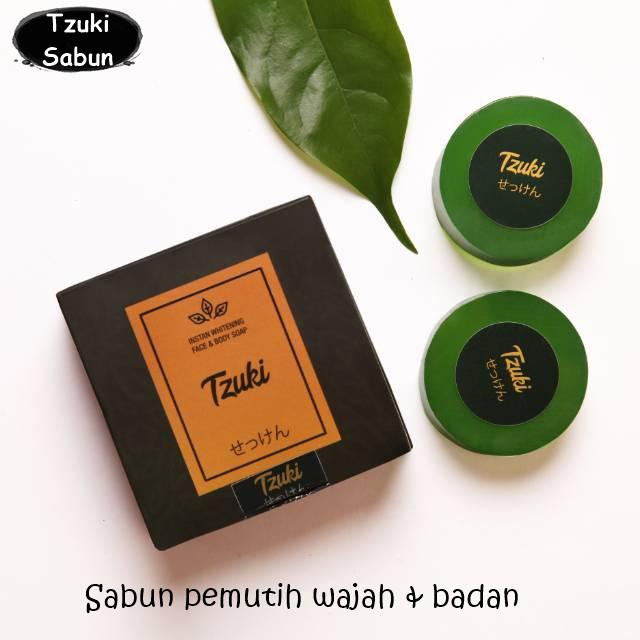 Tzuki
Sabun
Tzuki
せっけん
INSTAN WHITENING
FACE & BODY SOAP
Tzuki
せっけん
Tzuki
せっけん
Tzuki
せっけん
Sabun pemutih wajah & badan